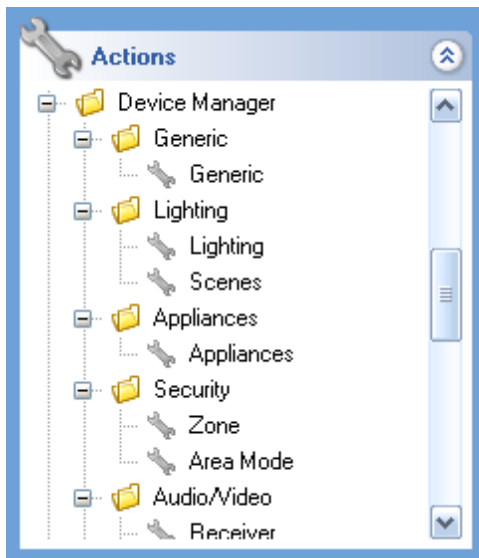 Actions
Device Manager
Generic
Generic
Lighting
Lighting
Scenes
Appliances
Appliances
Security
Zone
Area Mode
Audio/Video
Receiver